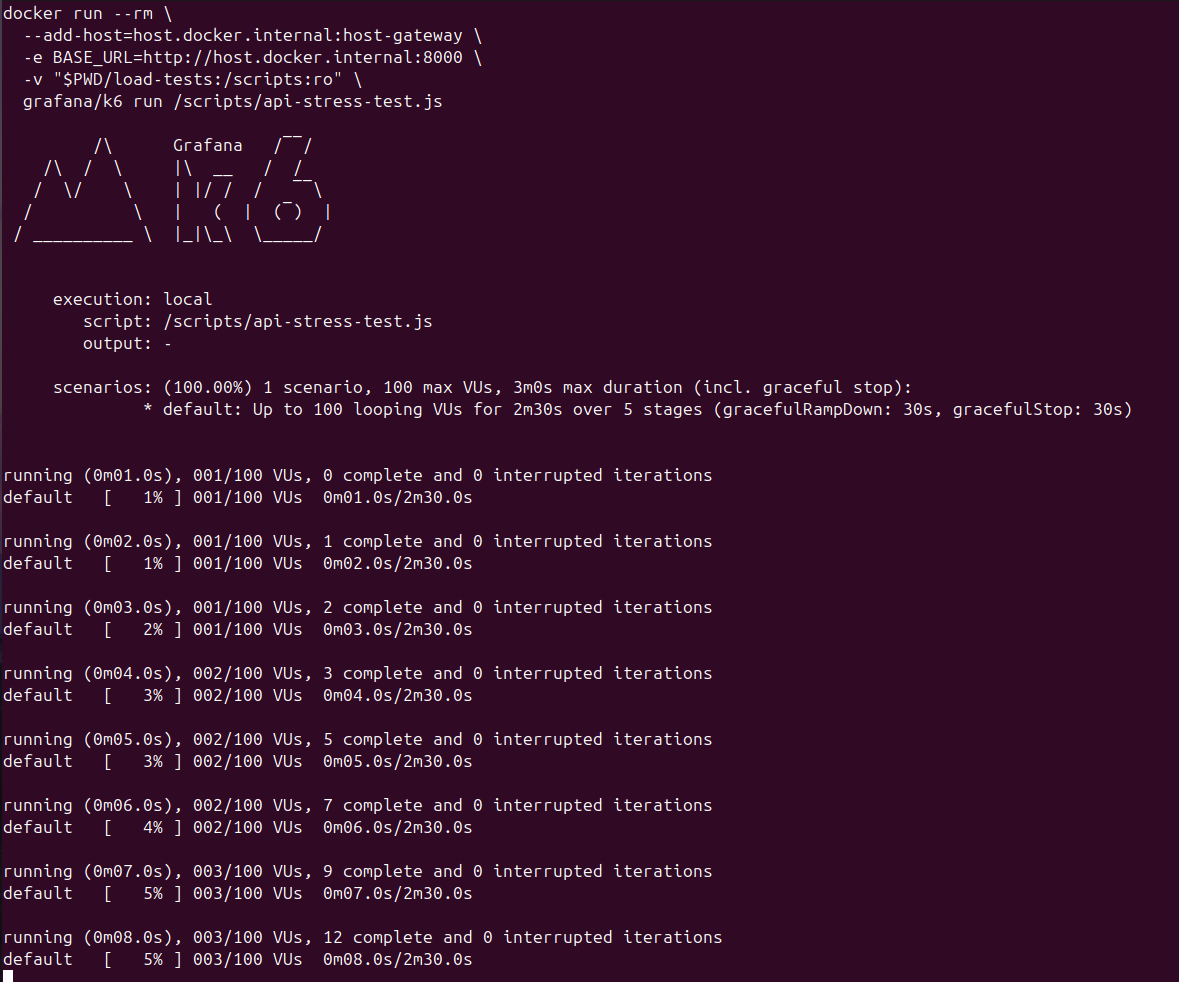 docker run --rm \
  --add-host=host.docker.internal:host-gateway \
  -e BASE_URL=http://host.docker.internal:8000 \
  -v "$PWD/load-tests:/scripts:ro" \
  grafana/k6 run /scripts/api-stress-test.js

         /\      Grafana   /‾‾/
    /\  /  \     |\  __   /  /
   /  \/    \    | |/ /  /   ‾‾\
  /          \   |   (  |  (‾)  |
 / __________ \  |_|\_\  \_____/


     execution: local
        script: /scripts/api-stress-test.js
        output: -

     scenarios: (100.00%) 1 scenario, 100 max VUs, 3m0s max duration (incl. graceful stop):
              * default: Up to 100 looping VUs for 2m30s over 5 stages (gracefulRampDown: 30s, gracefulStop: 30s)


running (0m01.0s), 001/100 VUs, 0 complete and 0 interrupted iterations
default   [   1% ] 001/100 VUs  0m01.0s/2m30.0s

running (0m02.0s), 001/100 VUs, 1 complete and 0 interrupted iterations
default   [   1% ] 001/100 VUs  0m02.0s/2m30.0s

running (0m03.0s), 001/100 VUs, 2 complete and 0 interrupted iterations
default   [   2% ] 001/100 VUs  0m03.0s/2m30.0s

running (0m04.0s), 002/100 VUs, 3 complete and 0 interrupted iterations
default   [   3% ] 002/100 VUs  0m04.0s/2m30.0s

running (0m05.0s), 002/100 VUs, 5 complete and 0 interrupted iterations
default   [   3% ] 002/100 VUs  0m05.0s/2m30.0s

running (0m06.0s), 002/100 VUs, 7 complete and 0 interrupted iterations
default   [   4% ] 002/100 VUs  0m06.0s/2m30.0s

running (0m07.0s), 003/100 VUs, 9 complete and 0 interrupted iterations
default   [   5% ] 003/100 VUs  0m07.0s/2m30.0s

running (0m08.0s), 003/100 VUs, 12 complete and 0 interrupted iterations
default   [   5% ] 003/100 VUs  0m08.0s/2m30.0s